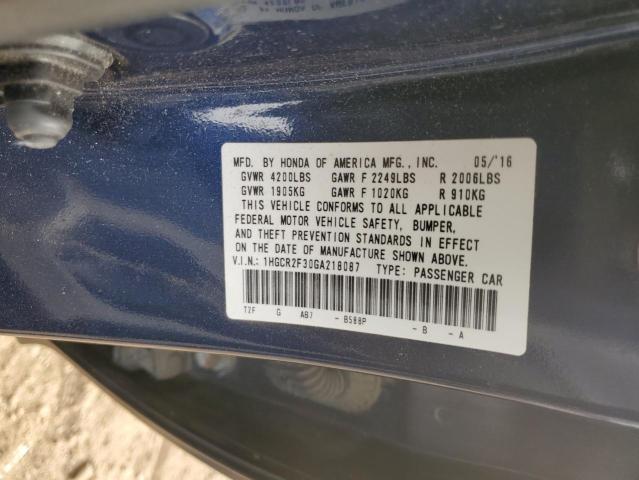 MFD. BY HONDA OF AMERICA MFG., INC. 05/'16
GVWR 4200LBS GAWR F 2249LBS R 2006LBS
GVWR 1905KG GAWR F 1020KG R 910KG
THIS VEHICLE CONFORMS TO ALL APPLICABLE
FEDERAL MOTOR VEHICLE SAFETY, BUMPER,
AND THEFT PREVENTION STANDARDS IN EFFECT
ON THE DATE OF MANUFACTURE SHOWN ABOVE.
V.I.N.: 1HGCR2F30GA218087 TYPE: PASSENGER CAR
T2F G AB7 - B588P - B - A